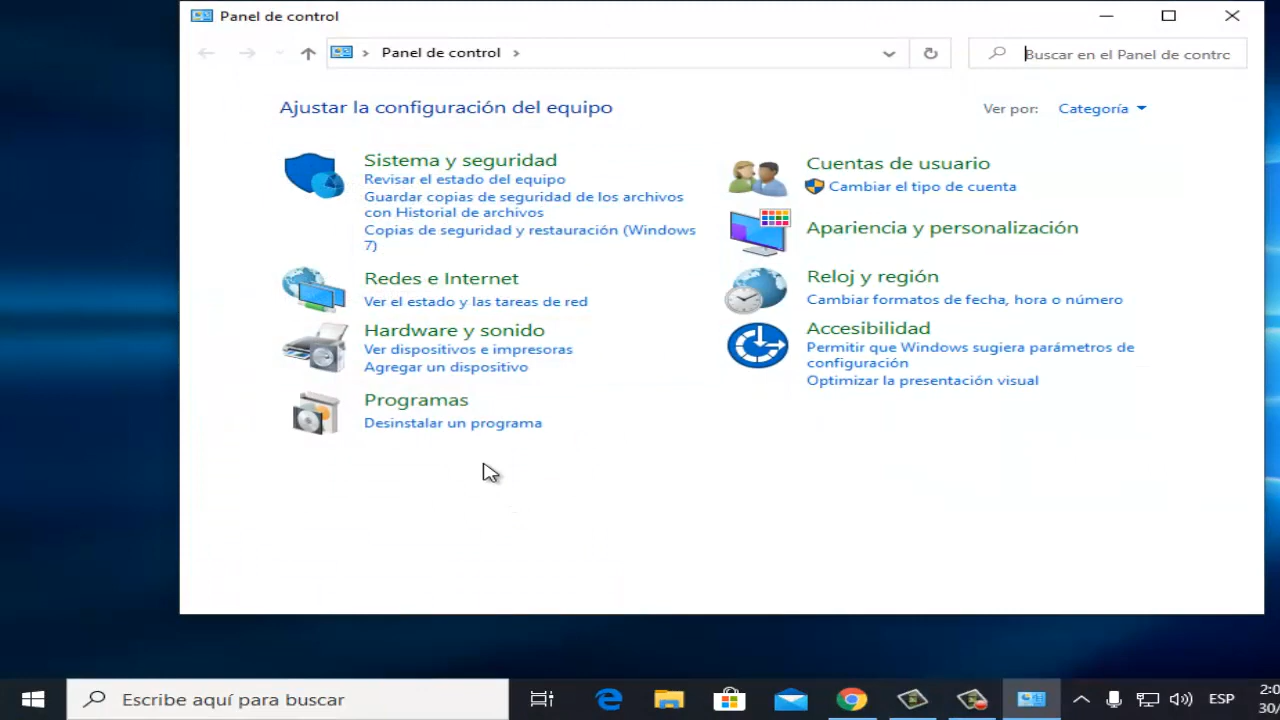 Panel de control
Panel de control
Buscar en el Panel de contrc
Ajustar la configuración del equipo
Ver por: Categoría
Sistema y seguridad
Revisar el estado del equipo
Guardar copias de seguridad de los archivos
con Historial de archivos
Copias de seguridad y restauración (Windows
7)
Redes e Internet
Ver el estado y las tareas de red
Hardware y sonido
Ver dispositivos e impresoras
Agregar un dispositivo
Programas
Desinstalar un programa
Cuentas de usuario
Cambiar el tipo de cuenta
Apariencia y personalización
Reloj y región
Cambiar formatos de fecha, hora o número
Accesibilidad
Permitir que Windows sugiera parámetros de
configuración
Optimizar la presentación visual
Escribe aquí para buscar
ESP
2:0
30/